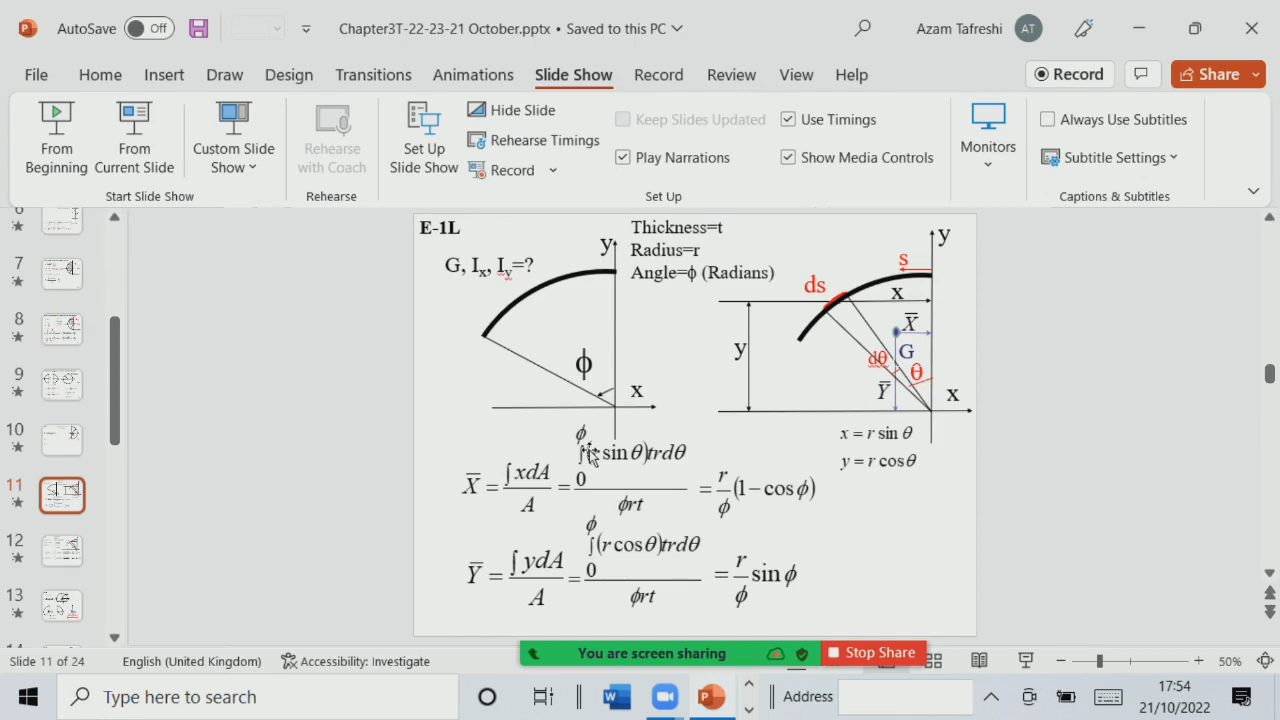 AutoSave Off Chapter3T-22-23-21 October.pptx • Saved to this PC Azam Tafreshi AT
File Home Insert Draw Design Transitions Animations Slide Show Record Review View Help Record Share
From Beginning
From Current Slide
Custom Slide Show
Rehearse with Coach
Set Up Slide Show
Hide Slide
Rehearse Timings
Record
Keep Slides Updated
Play Narrations
Use Timings
Show Media Controls
Monitors
Always Use Subtitles
Subtitle Settings
Start Slide Show Rehearse Set Up Captions & Subtitles
7
8
9
10
11
12
13
E-1L
G, Ix, Iy=?
Thickness=t
Radius=r
Angle=ϕ (Radians)
y
ϕ
x
y
s
ds
x
X̄
y
G
dθ
θ
Ȳ
x
x = r sin θ
y = r cos θ
X̄ = ∫xdA / A = ∫0^ϕ (r sin θ)trdθ / ϕrt = r/ϕ (1 − cos ϕ)
Ȳ = ∫ydA / A = ∫0^ϕ (r cos θ)trdθ / ϕrt = r/ϕ sin ϕ
You are screen sharing Stop Share
Slide 11 of 24 English (United Kingdom) Accessibility: Investigate 50%
Type here to search Address 17:54
21/10/2022